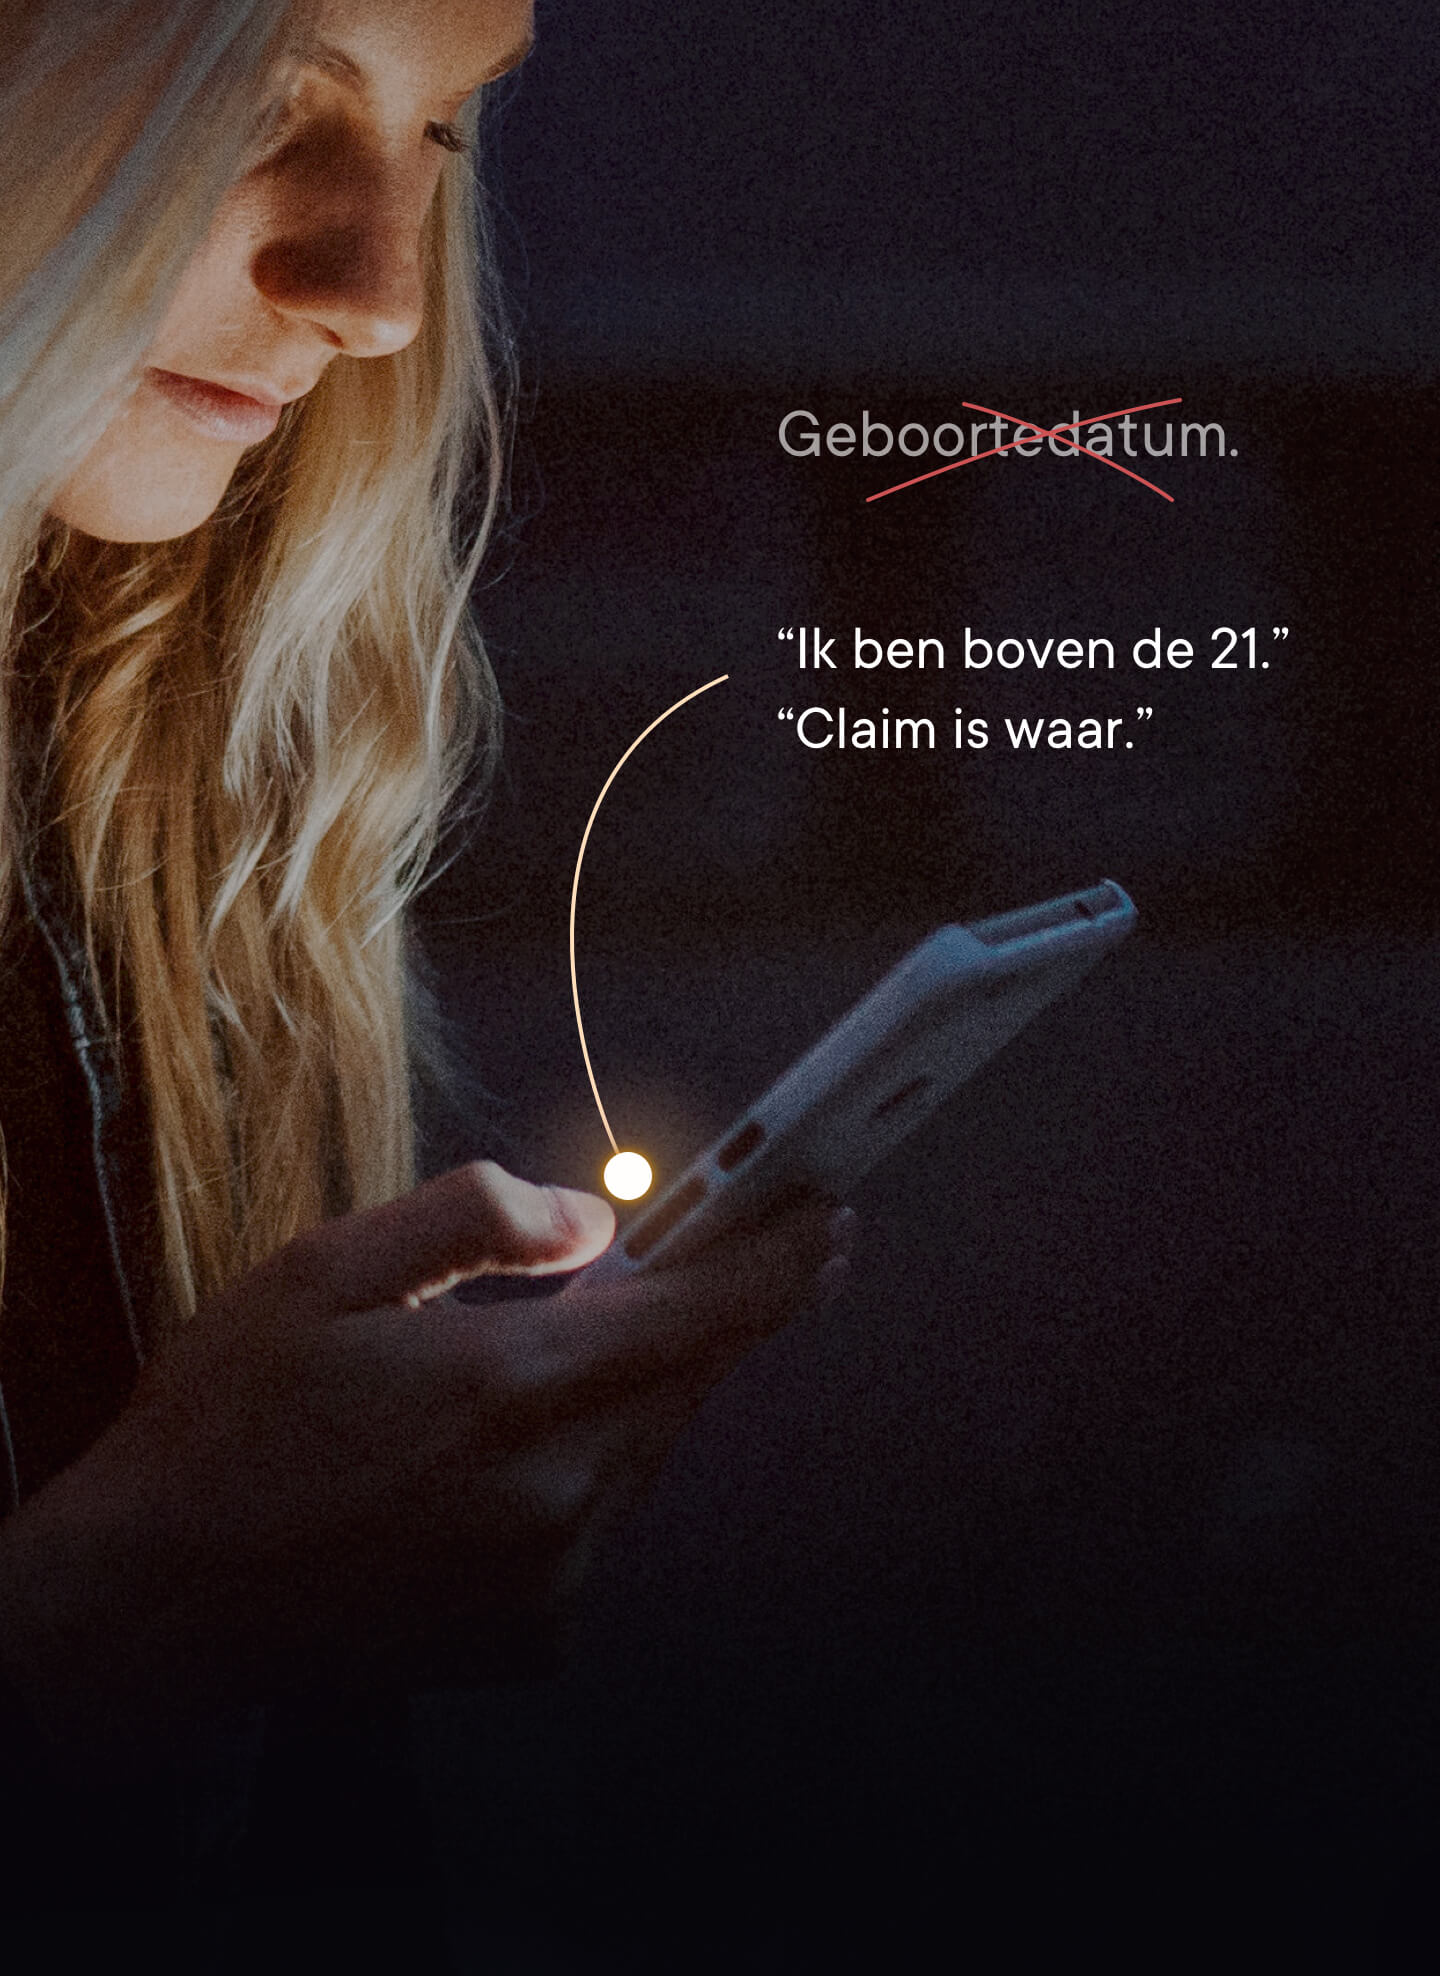 Geboortedatum.
“Ik ben boven de 21.”
“Claim is waar.”